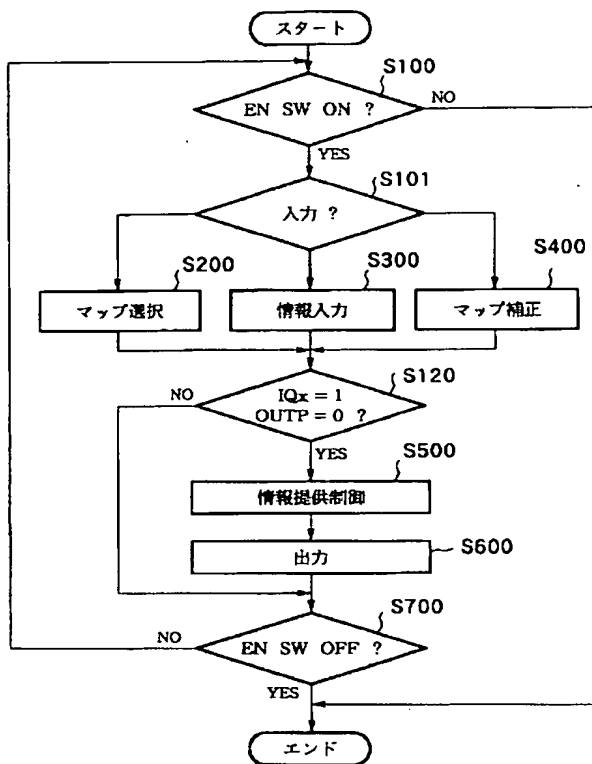 スタート
S100
EN SW ON ?
NO
YES
S101
入力 ?
S200
S300
S400
マップ選択
情報入力
マップ補正
S120
NO
IQx = 1
OUTP = 0 ?
YES
S500
情報提供制御
S600
出力
S700
NO
EN SW OFF ?
YES
エンド